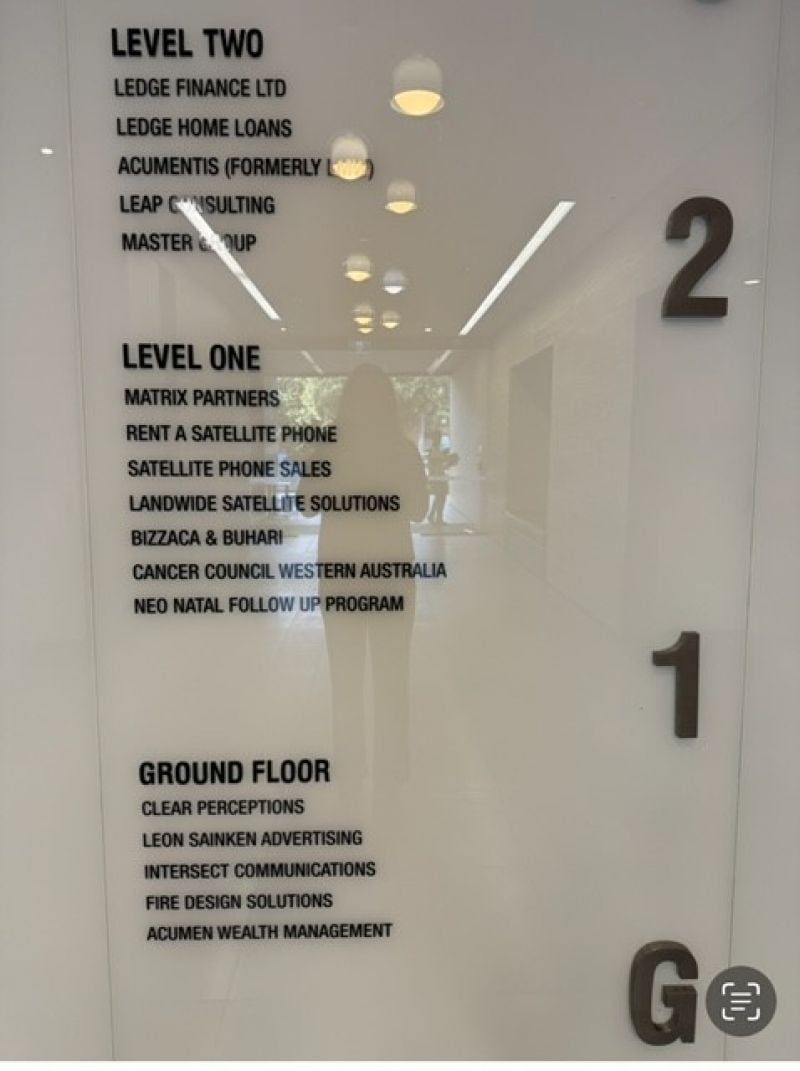 LEVEL TWO
LEDGE FINANCE LTD
LEDGE HOME LOANS
ACUMENTIS (FORMERLY
LEAP CONSULTING
MASTER GROUP
2
LEVEL ONE
MATRIX PARTNERS
RENT A SATELLITE PHONE
SATELLITE PHONE SALES
LANDWIDE SATELLITE SOLUTIONS
BIZZACA & BUHARI
CANCER COUNCIL WESTERN AUSTRALIA
NEO NATAL FOLLOW UP PROGRAM
1
GROUND FLOOR
CLEAR PERCEPTIONS
LEON SAINKEN ADVERTISING
INTERSECT COMMUNICATIONS
FIRE DESIGN SOLUTIONS
ACUMEN WEALTH MANAGEMENT
G